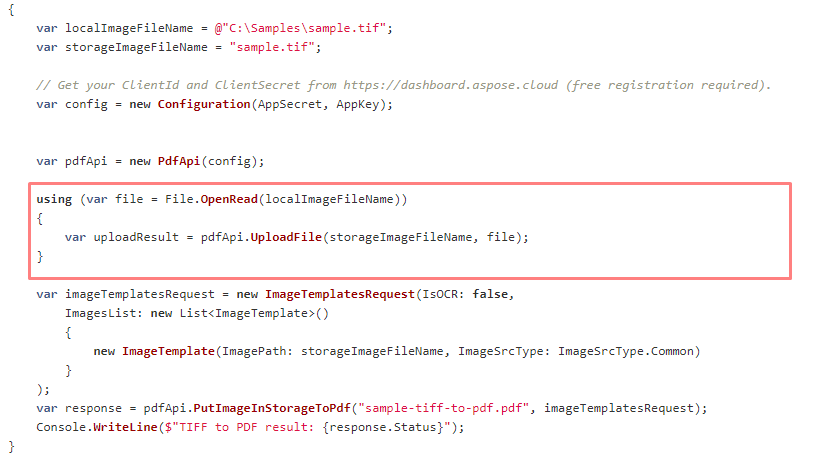 {
    var localImageFileName = @"C:\Samples\sample.tif";
    var storageImageFileName = "sample.tif";
    // Get your ClientId and ClientSecret from https://dashboard.aspose.cloud (free registration required).
    var config = new Configuration(AppSecret, AppKey);
    var pdfApi = new PdfApi(config);
    using (var file = File.OpenRead(localImageFileName))
    {
        var uploadResult = pdfApi.UploadFile(storageImageFileName, file);
    }
    var imageTemplatesRequest = new ImageTemplatesRequest(IsOCR: false,
        ImagesList: new List<ImageTemplate>()
        {
            new ImageTemplate(ImagePath: storageImageFileName, ImageSrcType: ImageSrcType.Common)
        }
    );
    var response = pdfApi.PutImageInStorageToPdf("sample-tiff-to-pdf.pdf", imageTemplatesRequest);
    Console.WriteLine($"TIFF to PDF result: {response.Status}");
}